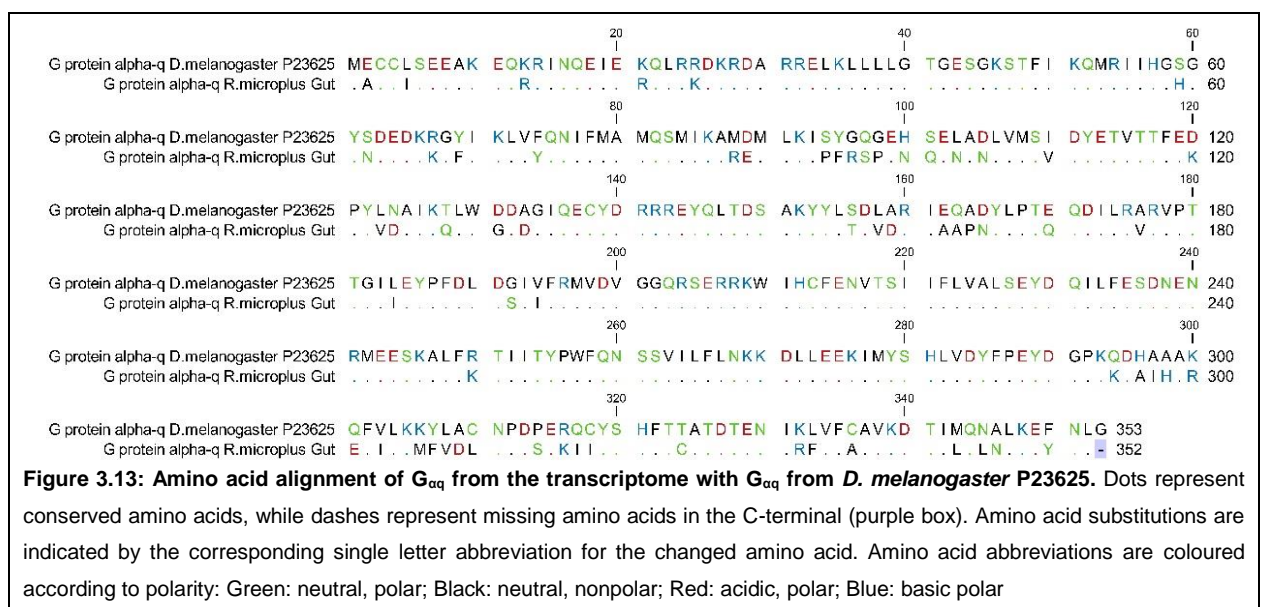 20 40 60
G protein alpha-q D.melanogaster P23625 MECCLSEEAK EQKRINQEIE KQLRRDKRDA RRELKLLLLG TGESGKSTFI KQMRIIHGSG 60
G protein alpha-q R.microplus Gut .A..I..... ..R....... R...K..... .......... .......... ........H. 60
80 100 120
G protein alpha-q D.melanogaster P23625 YSDEDKRGYI KLVFQNIFMA MQSMIKAMDM LKISYGQGEH SELADLVMSI DYETVTTFED 120
G protein alpha-q R.microplus Gut .N....K.F. ...Y...... .......RE. ...PFRSP.N Q.N.N....V .........K 120
140 160 180
G protein alpha-q D.melanogaster P23625 PYLNAIKTLW DDAGIQECYD RRREYQLTDS AKYYLSDLAR IEQADYLPTE QDILRARVPT 180
G protein alpha-q R.microplus Gut ..VD...Q.. G.D....... .......... .....T.VD. .AAPN....Q .....V.... 180
200 220 240
G protein alpha-q D.melanogaster P23625 TGILEYPFDL DGIVFRMVDV GGQRSERRKW IHCFENVTSI IFLVALSEYD QILFESDNEN 240
G protein alpha-q R.microplus Gut ...I...... .S.I...... .......... .......... .......... .......... 240
260 280 300
G protein alpha-q D.melanogaster P23625 RMEESKALFR TIITYPWFQN SSVILFLNKK DLLEEKIMYS HLVDYFPEYD GPKQDHAAAK 300
G protein alpha-q R.microplus Gut .........K .......... .......... .......... .......... ...K.AIH.R 300
320 340
G protein alpha-q D.melanogaster P23625 QFVLKKYLAC NPDPERQCYS HFTTATDTEN IKLVFCAVKD TIMQNALKEF NLG 353
G protein alpha-q R.microplus Gut E.I..MFVDL ...S.KII.. ...C...... .RF..A.... ..L.LN...Y ..- 352
Figure 3.13: Amino acid alignment of Gαq from the transcriptome with Gαq from D. melanogaster P23625. Dots represent
conserved amino acids, while dashes represent missing amino acids in the C-terminal (purple box). Amino acid substitutions are
indicated by the corresponding single letter abbreviation for the changed amino acid. Amino acid abbreviations are coloured
according to polarity: Green: neutral, polar; Black: neutral, nonpolar; Red: acidic, polar; Blue: basic polar